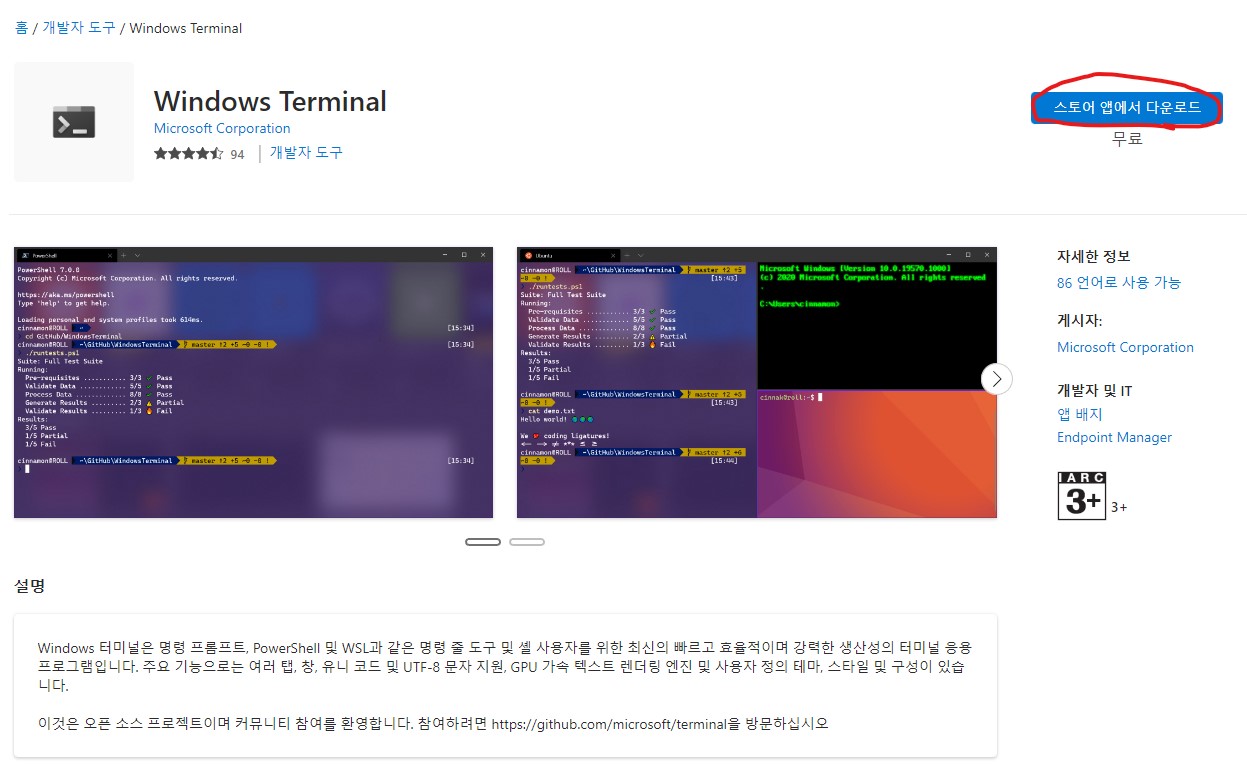 홈 / 개발자 도구 / Windows Terminal
Windows Terminal
Microsoft Corporation
94
개발자 도구
스토어 앱에서 다운로드
무료
PowerShell
PowerShell 7.0.0
Copyright (c) Microsoft Corporation. All rights reserved.
https://aka.ms/powershell
Type 'help' to get help.
Loading personal and system profiles took 614ms.
cinnamon@ROLL ~ [15:34]
cd GitHub/WindowsTerminal
cinnamon@ROLL ~\GitHub\WindowsTerminal master ↑2 +5 ~0 -0 ! [15:34]
./runtests.ps1
Suite: Full Test Suite
Running:
Pre-requisites ........... 3/3 ✓ Pass
Validate Data ............ 5/5 ✓ Pass
Process Data ............. 8/8 ✓ Pass
Generate Results ......... 2/3 ⚠ Partial
Validate Results ......... 1/3 🔥 Fail
Results:
3/5 Pass
1/5 Partial
1/5 Fail
cinnamon@ROLL ~\GitHub\WindowsTerminal master ↑2 +5 ~0 -0 ! [15:34]
Ubuntu
cinnamon@ROLL ~\GitHub\WindowsTerminal master ↑2 +5
~0 -0 ! [15:43]
./runtests.ps1
Suite: Full Test Suite
Running:
Pre-requisites ........... 3/3 ✓ Pass
Validate Data ............ 5/5 ✓ Pass
Process Data ............. 8/8 ✓ Pass
Generate Results ......... 2/3 ⚠ Partial
Validate Results ......... 1/3 🔥 Fail
Results:
3/5 Pass
1/5 Partial
1/5 Fail
cinnamon@ROLL ~\GitHub\WindowsTerminal master ↑2
[15:43]
cat demo.txt
Hello world!
We coding ligatures!
cinnamon@ROLL ~\GitHub\WindowsTerminal master ↑2
[15:44]
Microsoft Windows [Version 10.0.19570.1000]
(c) 2020 Microsoft Corporation. All rights reserved
.
C:\Users\cinnamon>
cinnak@roll:~$
자세한 정보
86 언어로 사용 가능
게시자:
Microsoft Corporation
개발자 및 IT
앱 배지
Endpoint Manager
IARC
3+
3+
설명
Windows 터미널은 명령 프롬프트, PowerShell 및 WSL과 같은 명령 줄 도구 및 셸 사용자를 위한 최신의 빠르고 효율적이며 강력한 생산성의 터미널 응용
프로그램입니다. 주요 기능으로는 여러 탭, 창, 유니 코드 및 UTF-8 문자 지원, GPU 가속 텍스트 렌더링 엔진 및 사용자 정의 테마, 스타일 및 구성이 있습
니다.
이것은 오픈 소스 프로젝트이며 커뮤니티 참여를 환영합니다. 참여하려면 https://github.com/microsoft/terminal을 방문하십시오